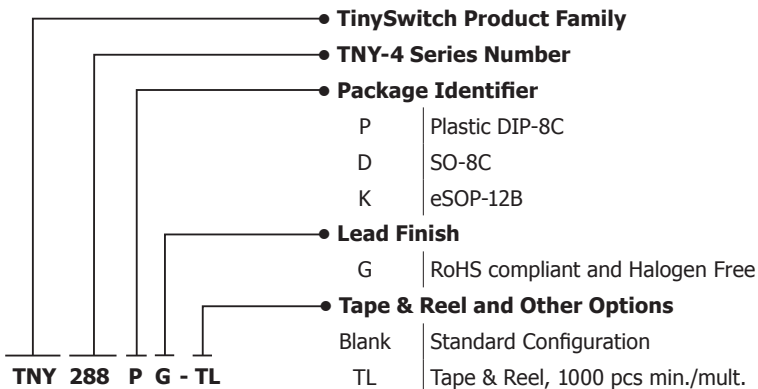 TinySwitch Product Family
TNY-4 Series Number
Package Identifier
P Plastic DIP-8C
D SO-8C
K eSOP-12B
Lead Finish
G RoHS compliant and Halogen Free
Tape & Reel and Other Options
Blank Standard Configuration
TL Tape & Reel, 1000 pcs min./mult.
TNY 288 P G - TL